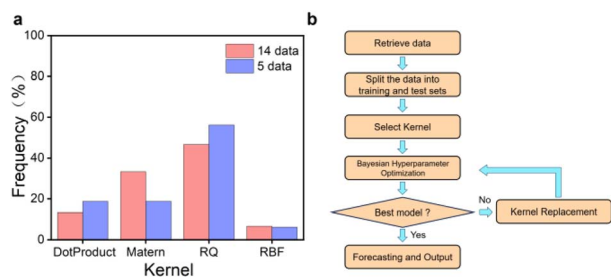 a
100
80
60
40
20
0
Frequency (%)
14 data
5 data
DotProduct Matern RQ RBF
Kernel
b
Retrieve data
Split the data into
training and test sets
Select Kernel
Bayesian Hyperparameter
Optimization
Best model ?
No
Kernel Replacement
Yes
Forecasting and Output